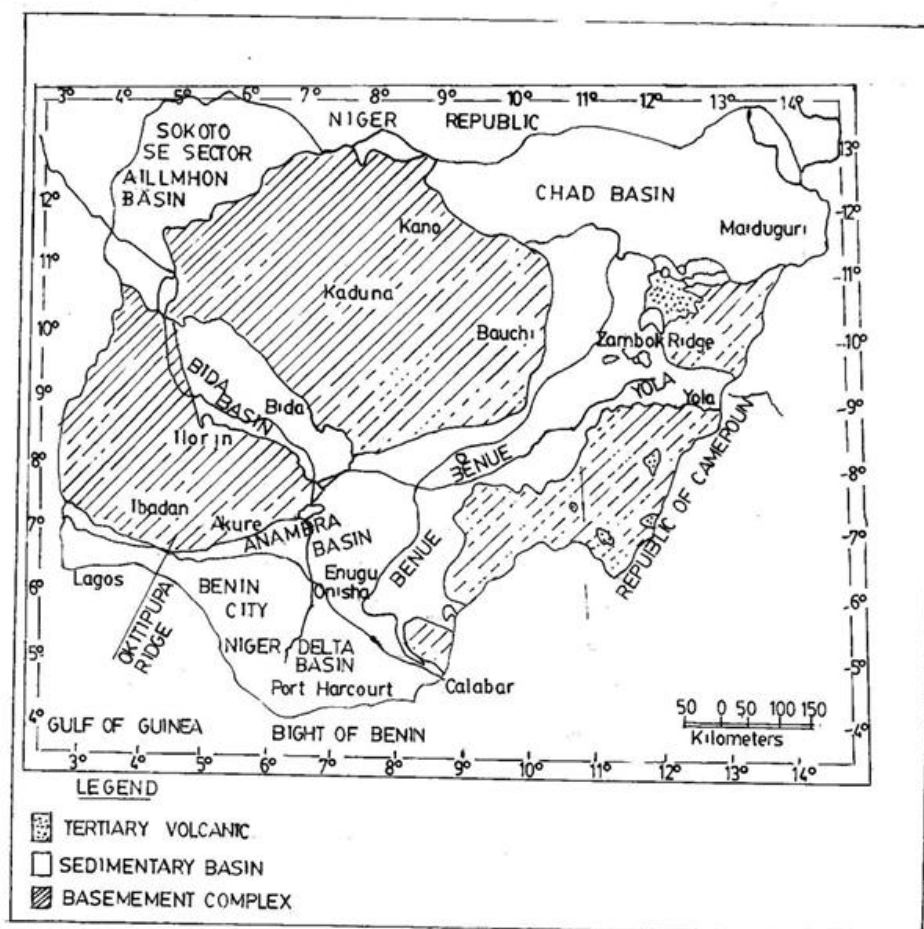 3° 4° 5° 6° 7° 8° 9° 10° 11° 12° 13° 14°
NIGER REPUBLIC
SOKOTO
SE SECTOR
AILLMHON
BASIN
CHAD BASIN
Kano
Maiduguri
Kaduna
Bauchi
Zambok Ridge
BIDA
BASIN
Bida
YOLA
Yola
Ilorin
BENUE
Ibadan
Akure
ANAMBRA
BASIN
BENUE
REPUBLIC OF CAMEROUN
Lagos
Enugu
Onisha
BENIN
CITY
OKITIPUPA
RIDGE
NIGER DELTA
BASIN
Port Harcourt
Calabar
12°
11°
10°
9°
8°
7°
6°
5°
4°
-13°
-12°
-11°
-10°
-9°
-8°
-7°
-6°
-5°
-4°
50 0 50 100 150
Kilometers
GULF OF GUINEA
BIGHT OF BENIN
3° 4° 5° 6° 7° 8° 9° 10° 11° 12° 13° 14°
LEGEND
TERTIARY VOLCANIC
SEDIMENTARY BASIN
BASEMEMENT COMPLEX